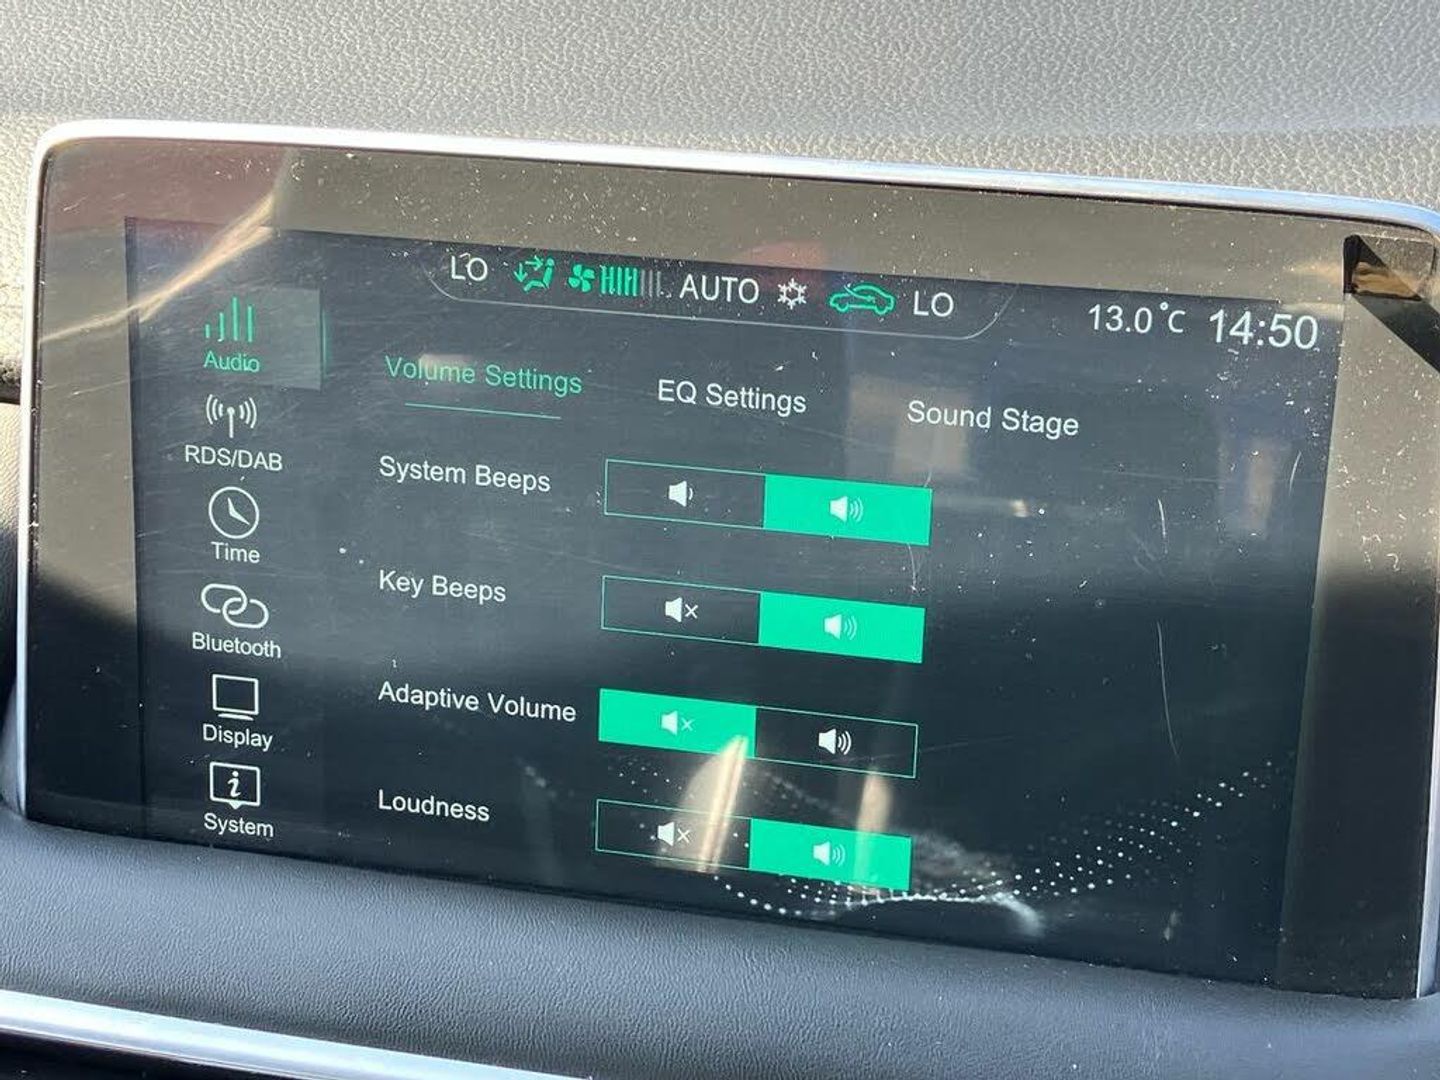 LO AUTO LO 13.0°C 14:50
Audio
Volume Settings EQ Settings Sound Stage
RDS/DAB
System Beeps
Time
Key Beeps
Bluetooth
Adaptive Volume
Display
Loudness
System